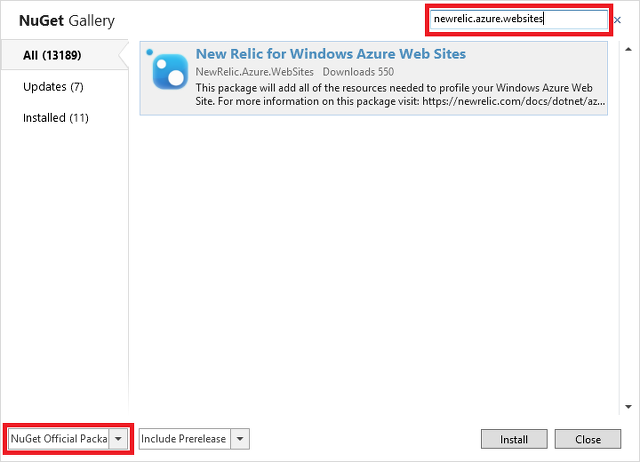 NuGet Gallery
newrelic.azure.websites
All (13189)
Updates (7)
Installed (11)
New Relic for Windows Azure Web Sites
NewRelic.Azure.WebSites Downloads 550
This package will add all of the resources needed to profile your Windows Azure Web
Site. For more information on this package visit: https://newrelic.com/docs/dotnet/az...
NuGet Official Packa
Include Prerelease
Install
Close